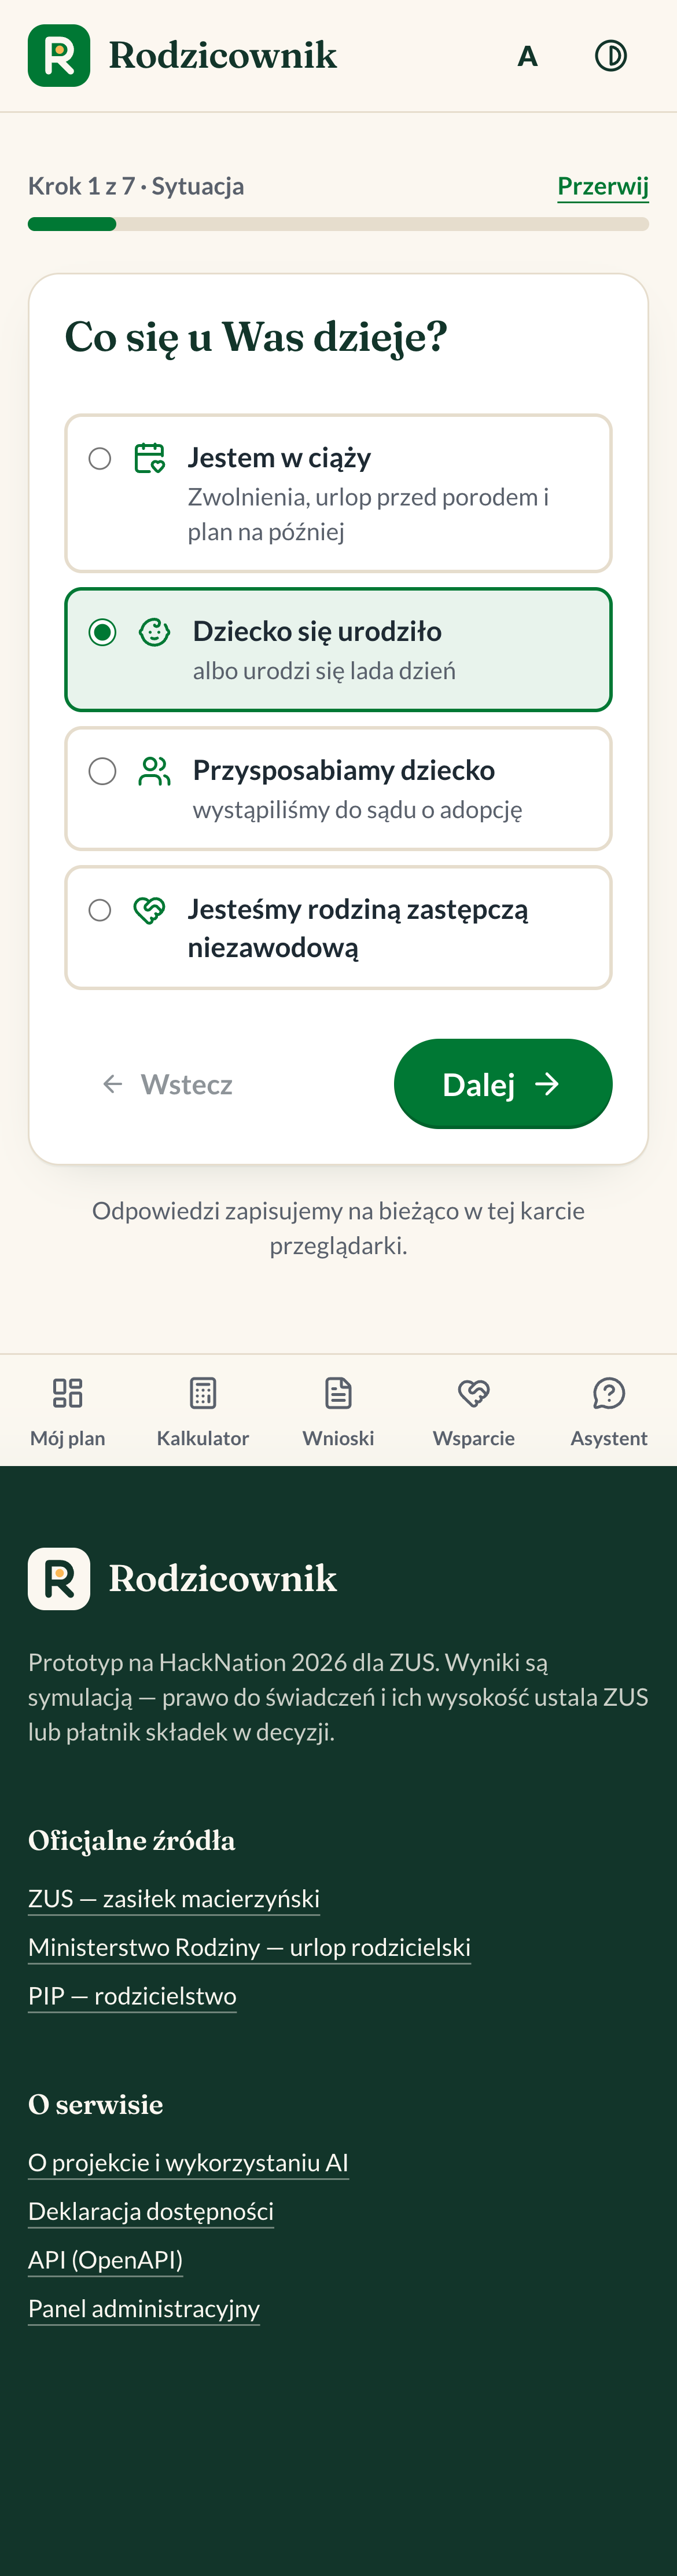 Rodzicownik
A
Krok 1 z 7 · Sytuacja
Przerwij
Co się u Was dzieje?
Jestem w ciąży
Zwolnienia, urlop przed porodem i
plan na później
Dziecko się urodziło
albo urodzi się lada dzień
Przysposabiamy dziecko
wystąpiliśmy do sądu o adopcję
Jesteśmy rodziną zastępczą
niezawodową
Wstecz
Dalej
Odpowiedzi zapisujemy na bieżąco w tej karcie
przeglądarki.
Mój plan
Kalkulator
Wnioski
Wsparcie
Asystent
Rodzicownik
Prototyp na HackNation 2026 dla ZUS. Wyniki są
symulacją — prawo do świadczeń i ich wysokość ustala ZUS
lub płatnik składek w decyzji.
Oficjalne źródła
ZUS — zasiłek macierzyński
Ministerstwo Rodziny — urlop rodzicielski
PIP — rodzicielstwo
O serwisie
O projekcie i wykorzystaniu AI
Deklaracja dostępności
API (OpenAPI)
Panel administracyjny